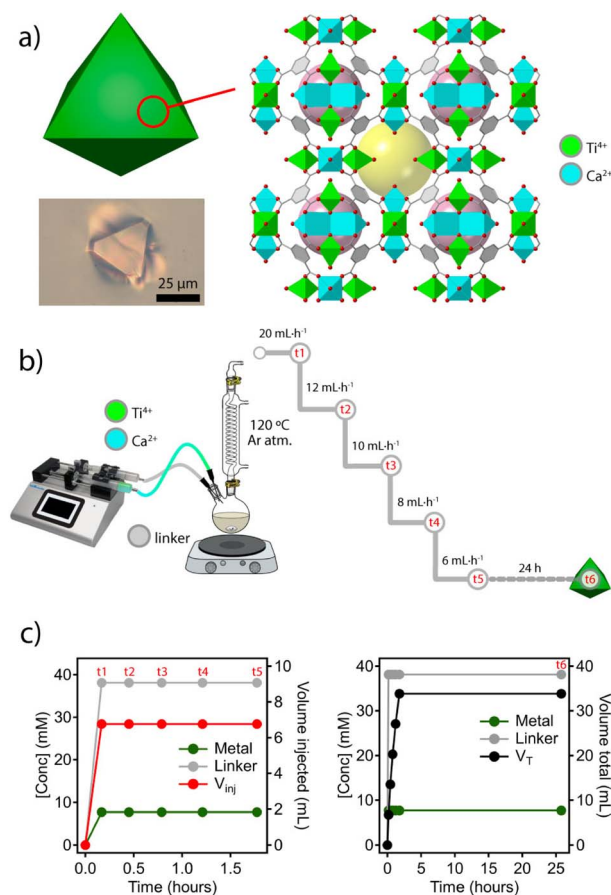 a)
Ti⁴⁺
Ca²⁺
25 μm
b)
20 mL·h⁻¹
t1
12 mL·h⁻¹
t2
Ti⁴⁺
Ca²⁺
120 ºC
Ar atm.
10 mL·h⁻¹
t3
8 mL·h⁻¹
t4
linker
6 mL·h⁻¹
t5
24 h
t6
c)
t1 t2 t3 t4 t5
40
30
20
10
0
[Conc] (mM)
10
8
6
4
2
0
Volume injected (mL)
Metal
Linker
V_inj
0.0 0.5 1.0 1.5
Time (hours)
t6
40
30
20
10
0
[Conc] (mM)
40
30
20
10
0
Volume total (mL)
Metal
Linker
V_T
0 5 10 15 20 25
Time (hours)